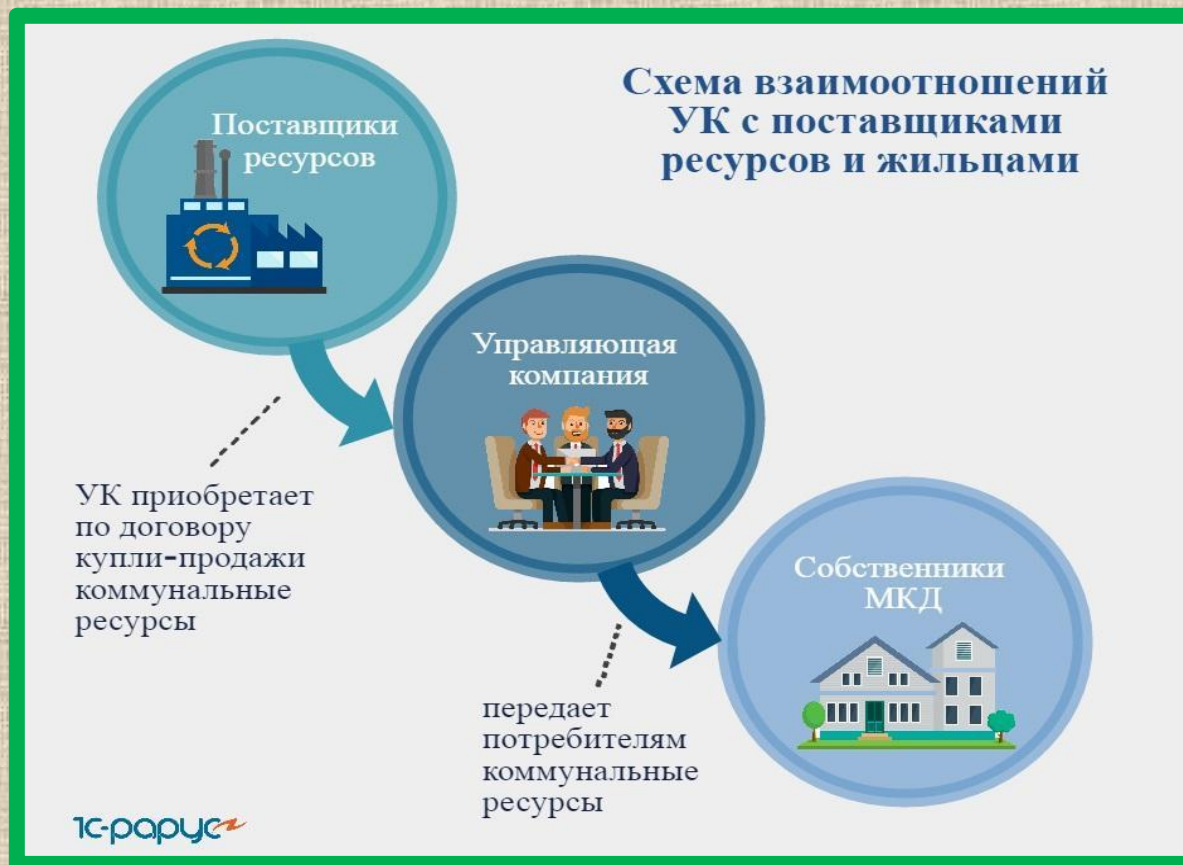 Схема взаимоотношений
УК с поставщиками
ресурсов и жильцами
Поставщики
ресурсов
Управляющая
компания
УК приобретает
по договору
купли-продажи
коммунальные
ресурсы
Собственники
МКД
передает
потребителям
коммунальные
ресурсы
1С-рарус